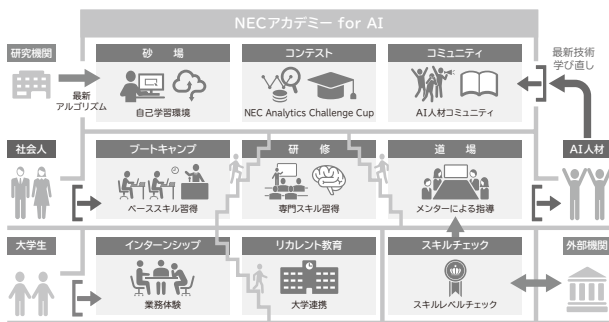 NECアカデミー for AI
研究機関
最新
アルゴリズム
砂場
自己学習環境
コンテスト
NEC Analytics Challenge Cup
コミュニティ
AI人材コミュニティ
最新技術
学び直し
社会人
ブートキャンプ
ベーススキル習得
研修
専門スキル習得
道場
メンターによる指導
AI人材
大学生
インターンシップ
業務体験
リカレント教育
大学連携
スキルチェック
スキルレベルチェック
外部機関